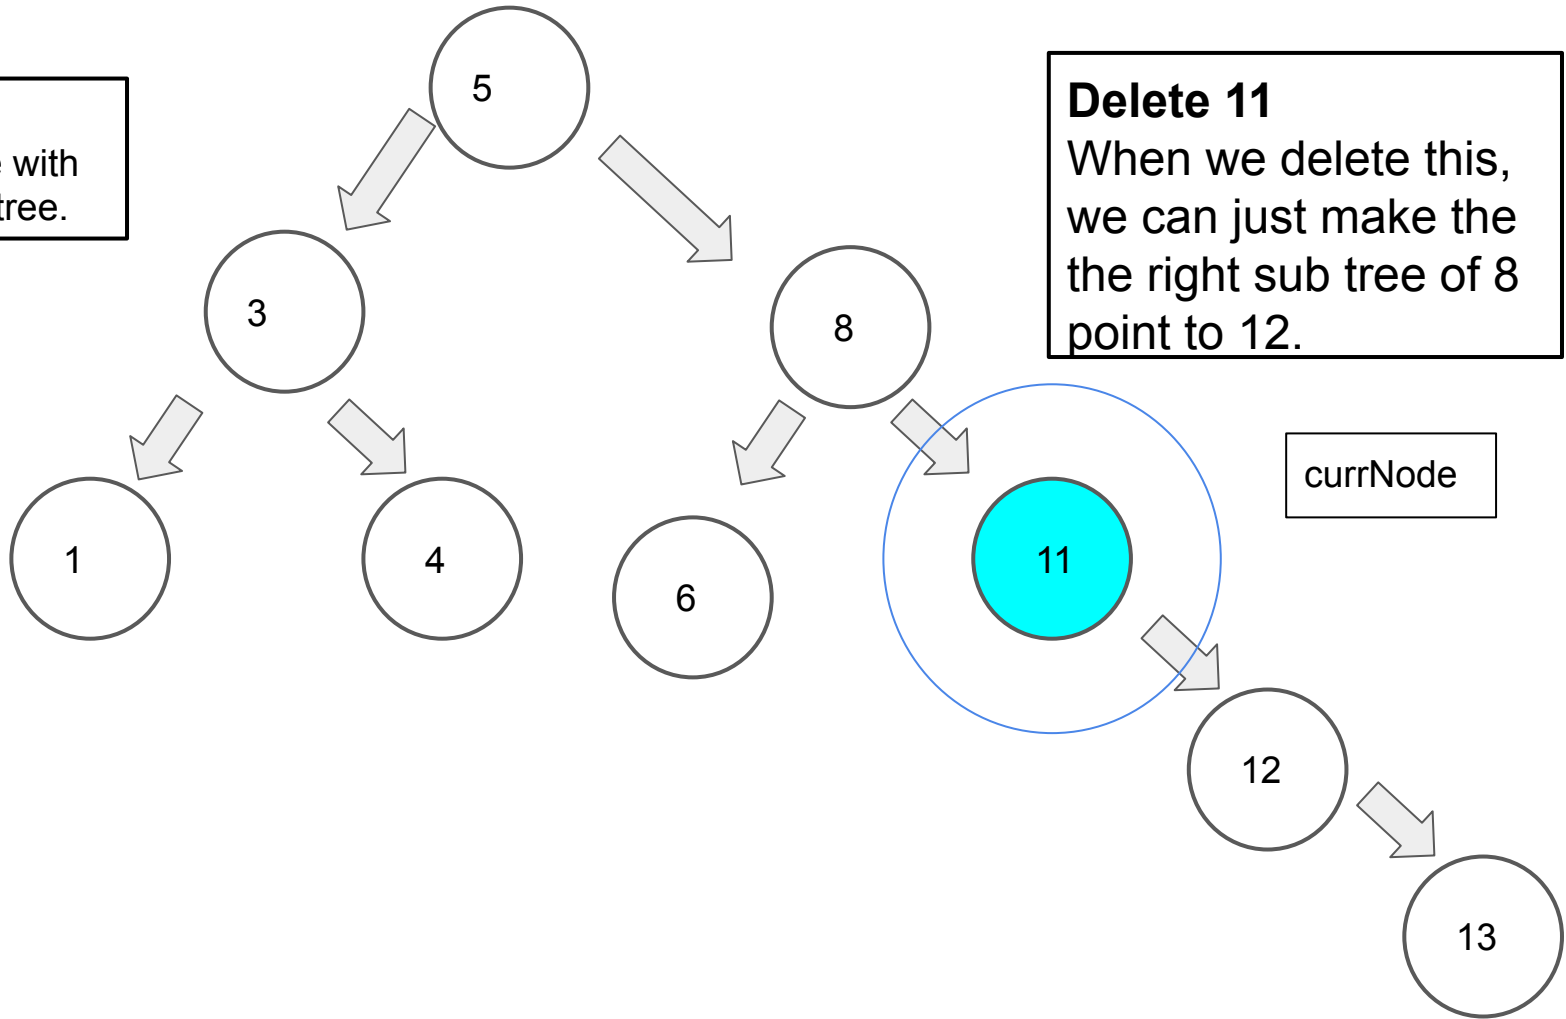 5
e with
tree.
Delete 11
When we delete this,
we can just make the
the right sub tree of 8
point to 12.
3
8
currNode
1
4
6
11
12
13